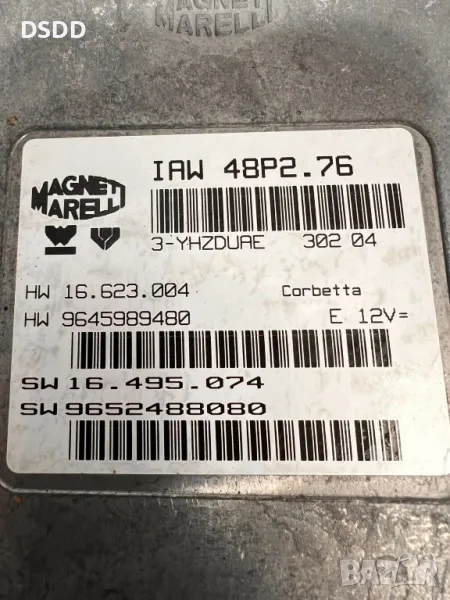 DSDD
MAGNETI
MARELLI
IAW 48P2.76
MAGNETI
MARELLI
3-YHZDUAE 302 04
HW 16.623.004 Corbetta
HW 9645989480 E 12V=
SW 16.495.074
SW 9652488080
BAZAR